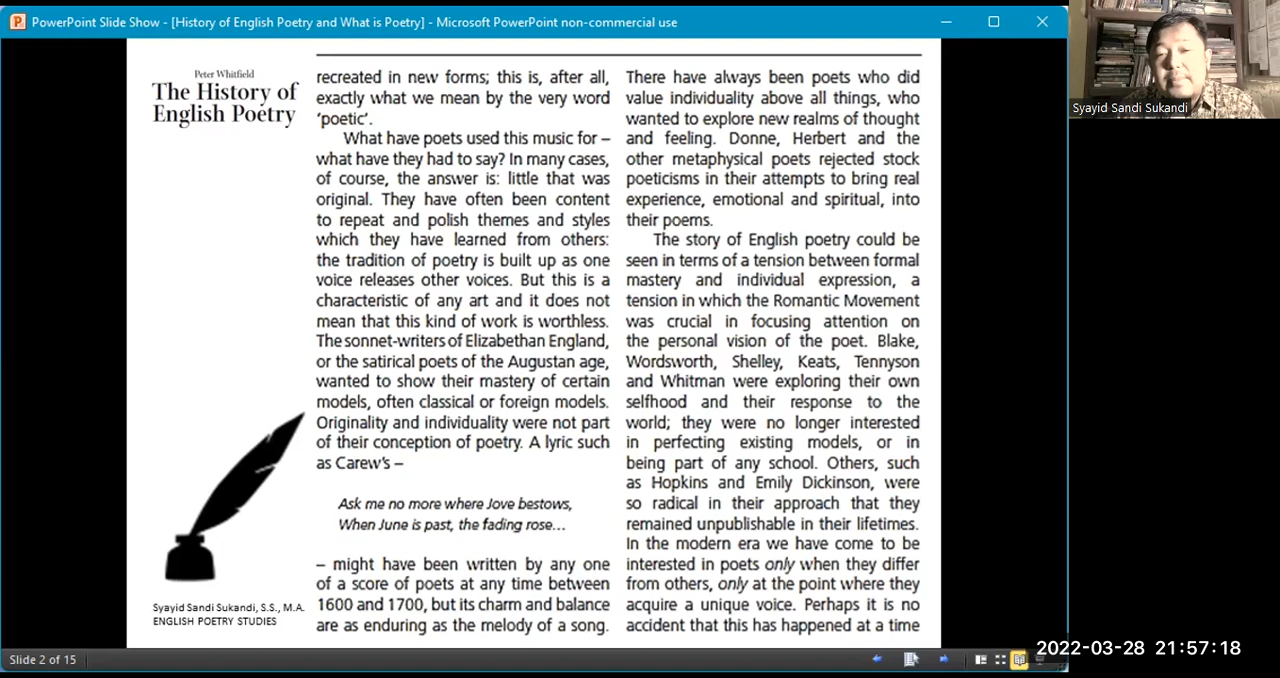 PowerPoint Slide Show - [History of English Poetry and What is Poetry] - Microsoft PowerPoint non-commercial use
Syayid Sandi Sukandi
Peter Whitfield
The History of
English Poetry
recreated in new forms; this is, after all,
exactly what we mean by the very word
‘poetic’.
What have poets used this music for –
what have they had to say? In many cases,
of course, the answer is: little that was
original. They have often been content
to repeat and polish themes and styles
which they have learned from others:
the tradition of poetry is built up as one
voice releases other voices. But this is a
characteristic of any art and it does not
mean that this kind of work is worthless.
The sonnet-writers of Elizabethan England,
or the satirical poets of the Augustan age,
wanted to show their mastery of certain
models, often classical or foreign models.
Originality and individuality were not part
of their conception of poetry. A lyric such
as Carew’s –
Ask me no more where Jove bestows,
When June is past, the fading rose…
– might have been written by any one
of a score of poets at any time between
1600 and 1700, but its charm and balance
are as enduring as the melody of a song.
There have always been poets who did
value individuality above all things, who
wanted to explore new realms of thought
and feeling. Donne, Herbert and the
other metaphysical poets rejected stock
poeticisms in their attempts to bring real
experience, emotional and spiritual, into
their poems.
The story of English poetry could be
seen in terms of a tension between formal
mastery and individual expression, a
tension in which the Romantic Movement
was crucial in focusing attention on
the personal vision of the poet. Blake,
Wordsworth, Shelley, Keats, Tennyson
and Whitman were exploring their own
selfhood and their response to the
world; they were no longer interested
in perfecting existing models, or in
being part of any school. Others, such
as Hopkins and Emily Dickinson, were
so radical in their approach that they
remained unpublishable in their lifetimes.
In the modern era we have come to be
interested in poets only when they differ
from others, only at the point where they
acquire a unique voice. Perhaps it is no
accident that this has happened at a time
Syayid Sandi Sukandi, S.S., M.A.
ENGLISH POETRY STUDIES
Slide 2 of 15
2022-03-28 21:57:18